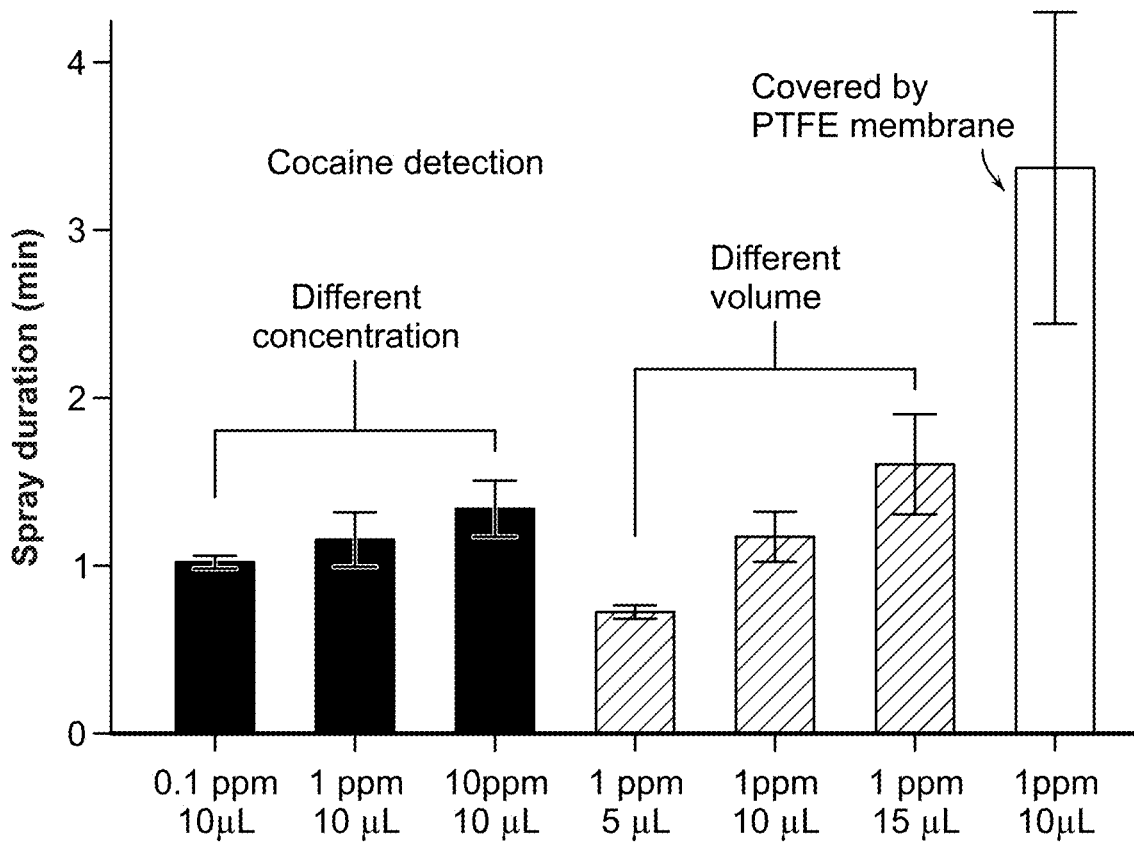 Spray duration (min)
4
3
2
1
0
Cocaine detection
Different
concentration
Different
volume
Covered by
PTFE membrane
0.1 ppm
10μL
1 ppm
10 μL
10ppm
10 μL
1 ppm
5 μL
1ppm
10 μL
1 ppm
15 μL
1ppm
10μL